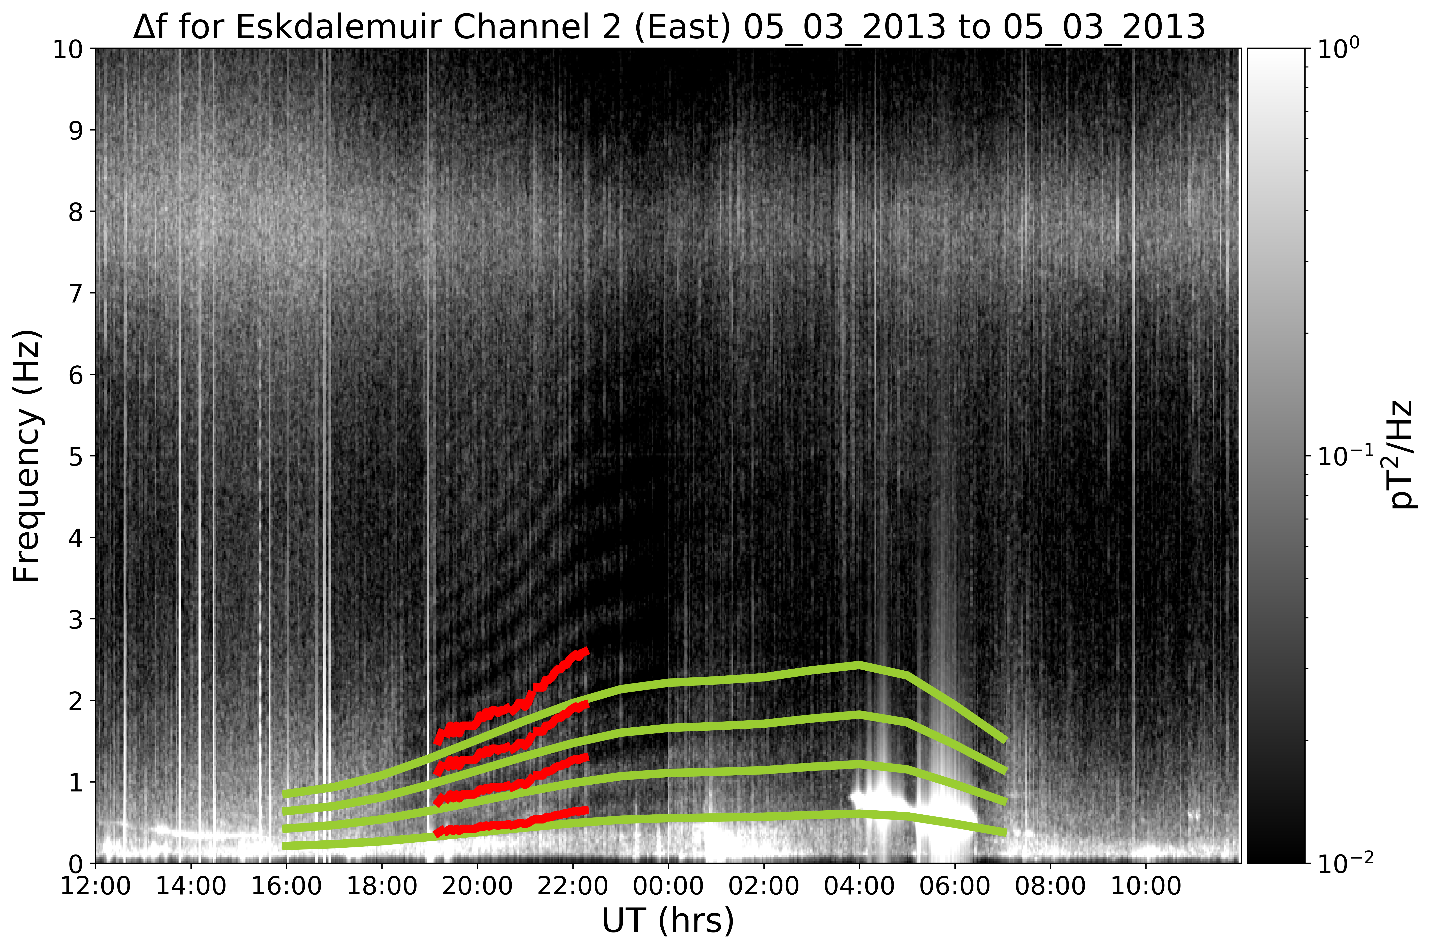 Δf for Eskdalemuir Channel 2 (East) 05_03_2013 to 05_03_2013
10
9
8
7
6
5
4
3
2
1
0
Frequency (Hz)
12:00 14:00 16:00 18:00 20:00 22:00 00:00 02:00 04:00 06:00 08:00 10:00
UT (hrs)
10⁰
10⁻¹
10⁻²
pT²/Hz